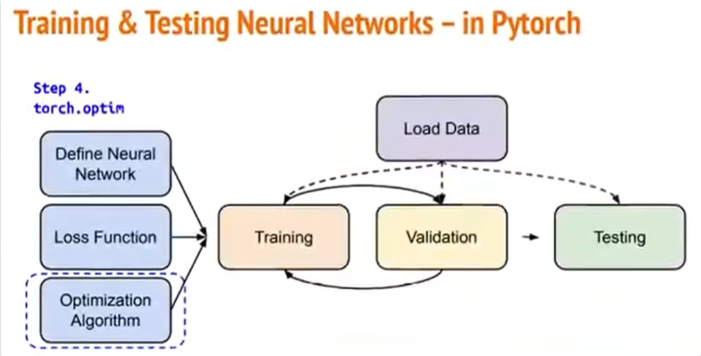 Training & Testing Neural Networks – in Pytorch
Step 4.
torch.optim
Load Data
Define Neural
Network
Loss Function
Training
Validation
Testing
Optimization
Algorithm